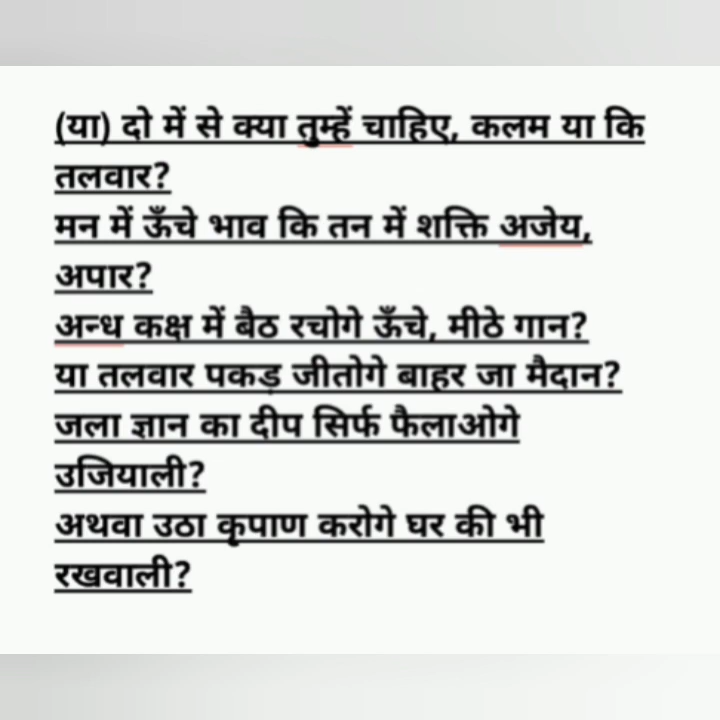 (या) दो में से क्या तुम्हें चाहिए, कलम या कि
तलवार?
मन में ऊँचे भाव कि तन में शक्ति अजेय,
अपार?
अन्ध कक्ष में बैठ रचोगे ऊँचे, मीठे गान?
या तलवार पकड़ जीतोगे बाहर जा मैदान?
जला ज्ञान का दीप सिर्फ फैलाओगे
उजियाली?
अथवा उठा कृपाण करोगे घर की भी
रखवाली?